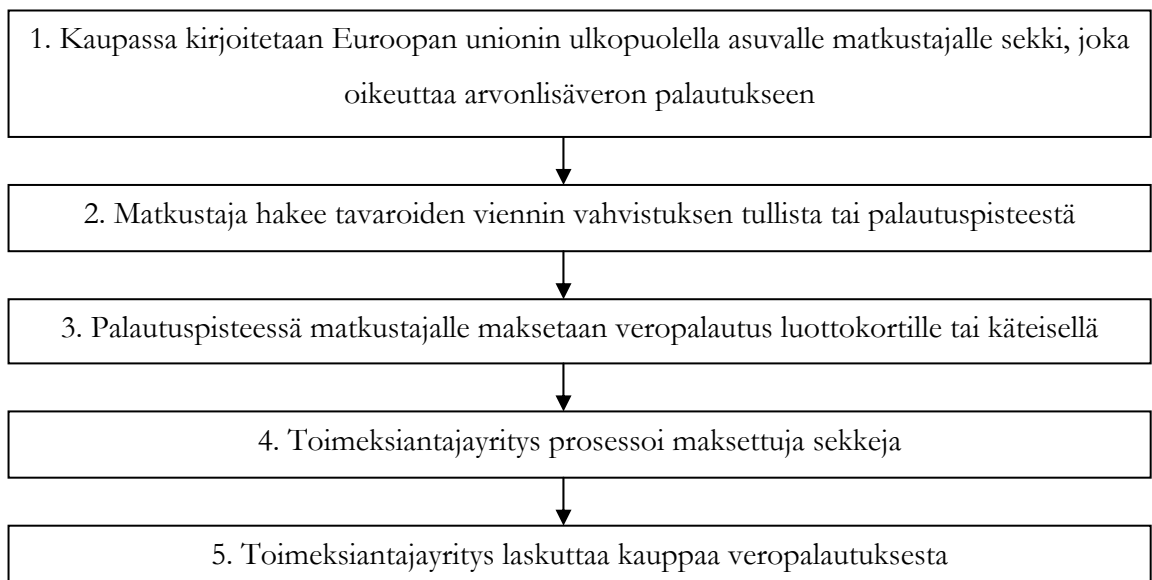 1. Kaupassa kirjoitetaan Euroopan unionin ulkopuolella asuvalle matkustajalle sekki, joka
oikeuttaa arvonlisäveron palautukseen
2. Matkustaja hakee tavaroiden viennin vahvistuksen tullista tai palautuspisteestä
3. Palautuspisteessä matkustajalle maksetaan veropalautus luottokortille tai käteisellä
4. Toimeksiantajayritys prosessoi maksettuja sekkejä
5. Toimeksiantajayritys laskuttaa kauppaa veropalautuksesta